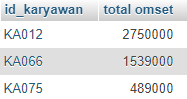 id_karyawan total omset
KA012 2750000
KA066 1539000
KA075 489000